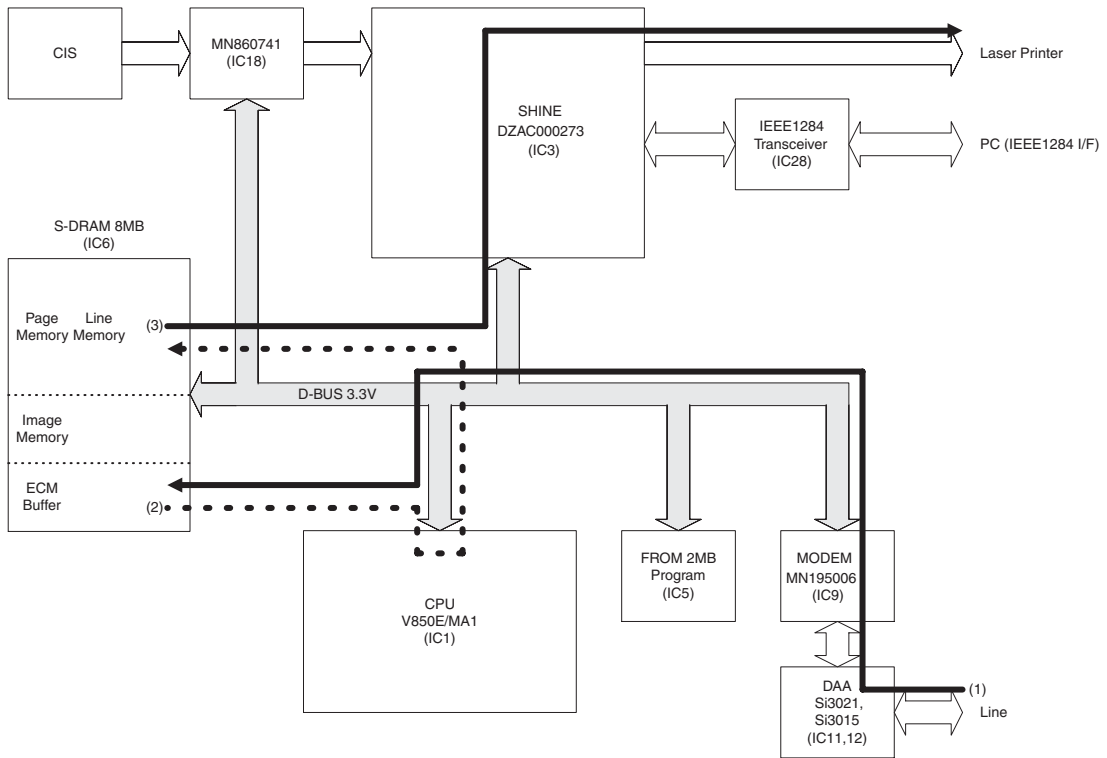 CIS
MN860741
(IC18)
SHINE
DZAC000273
(IC3)
Laser Printer
IEEE1284
Transceiver
(IC28)
PC (IEEE1284 I/F)
S-DRAM 8MB
(IC6)
Page Line
Memory Memory
(3)
D-BUS 3.3V
Image
Memory
ECM
Buffer
(2)
CPU
V850E/MA1
(IC1)
FROM 2MB
Program
(IC5)
MODEM
MN195006
(IC9)
DAA
Si3021,
Si3015
(IC11,12)
(1)
Line